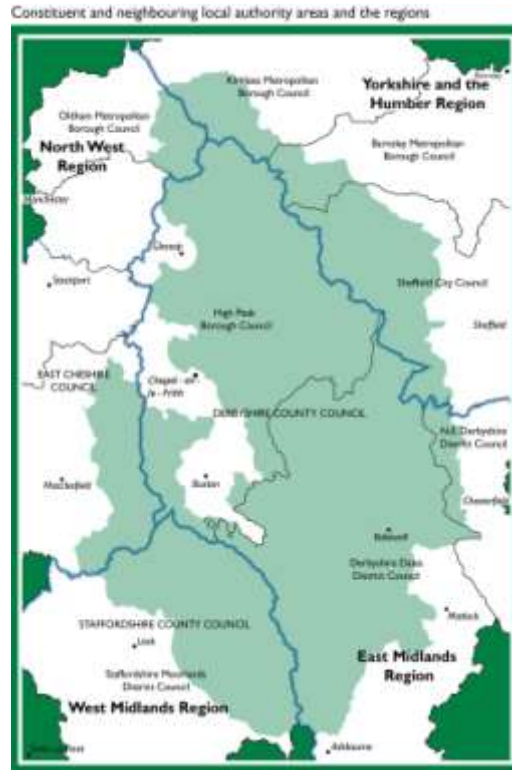 Constituent and neighbouring local authority areas and the regions
Kirklees Metropolitan
Borough Council
Yorkshire and the
Humber Region
Barnsley
Oldham Metropolitan
Borough Council
North West
Region
Barnsley Metropolitan
Borough Council
Manchester
Glossop
Stockport
Sheffield City Council
High Peak
Borough Council
Sheffield
EAST CHESHIRE
COUNCIL
Chapel - en -
le - Frith
DERBYSHIRE COUNTY COUNCIL
N.E Derbyshire
District Council
Macclesfield
Buxton
Chesterfield
Bakewell
Derbyshire Dales
District Council
Matlock
STAFFORDSHIRE COUNTY COUNCIL
Leek
East Midlands
Region
Staffordshire Moorlands
District Council
West Midlands Region
Ashbourne